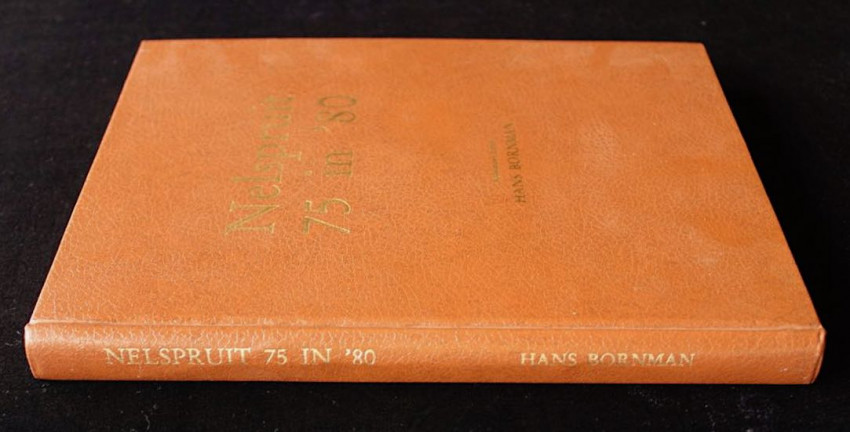 Nelspruit
75 in '80
HANS BORNMAN
NELSPRUIT 75 IN '80
HANS BORNMAN